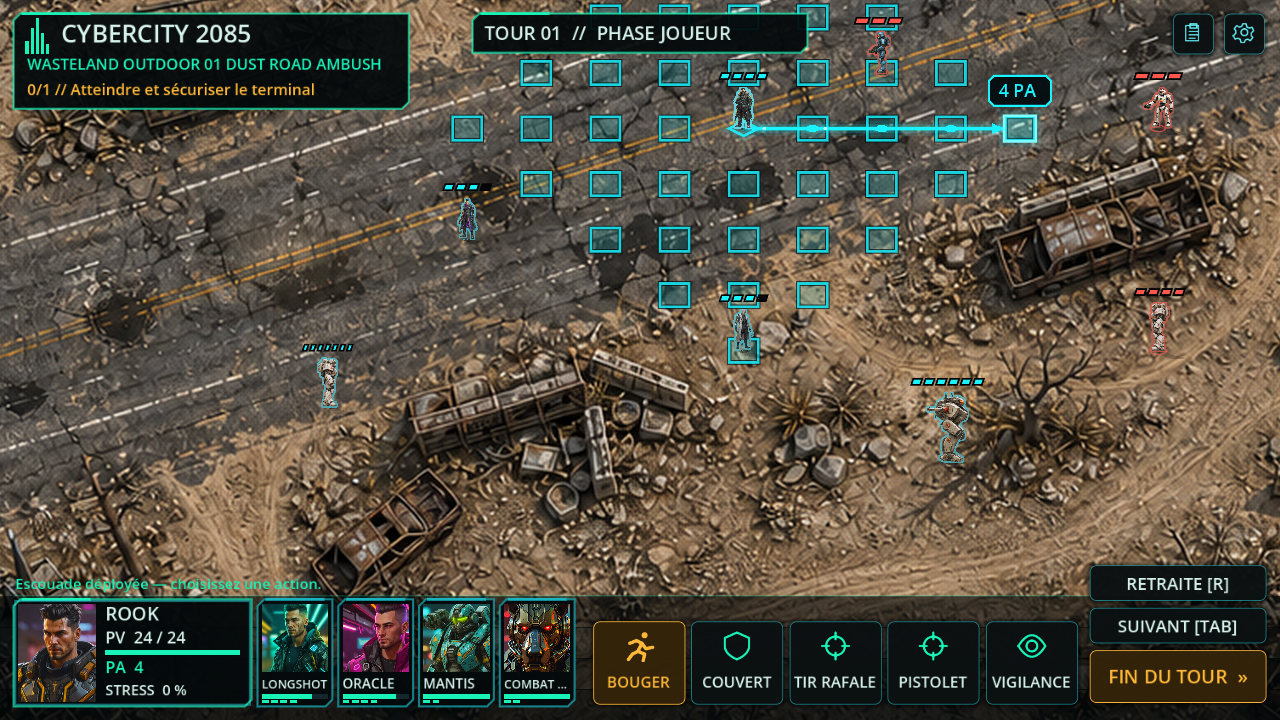 CYBERCITY 2085
WASTELAND OUTDOOR 01 DUST ROAD AMBUSH
0/1 // Atteindre et sécuriser le terminal
TOUR 01 // PHASE JOUEUR
4 PA
Escouade déployée — choisissez une action.
ROOK
PV 24 / 24
PA 4
STRESS 0 %
LONGSHOT
ORACLE
MANTIS
COMBAT ...
BOUGER
COUVERT
TIR RAFALE
PISTOLET
VIGILANCE
RETRAITE [R]
SUIVANT [TAB]
FIN DU TOUR »